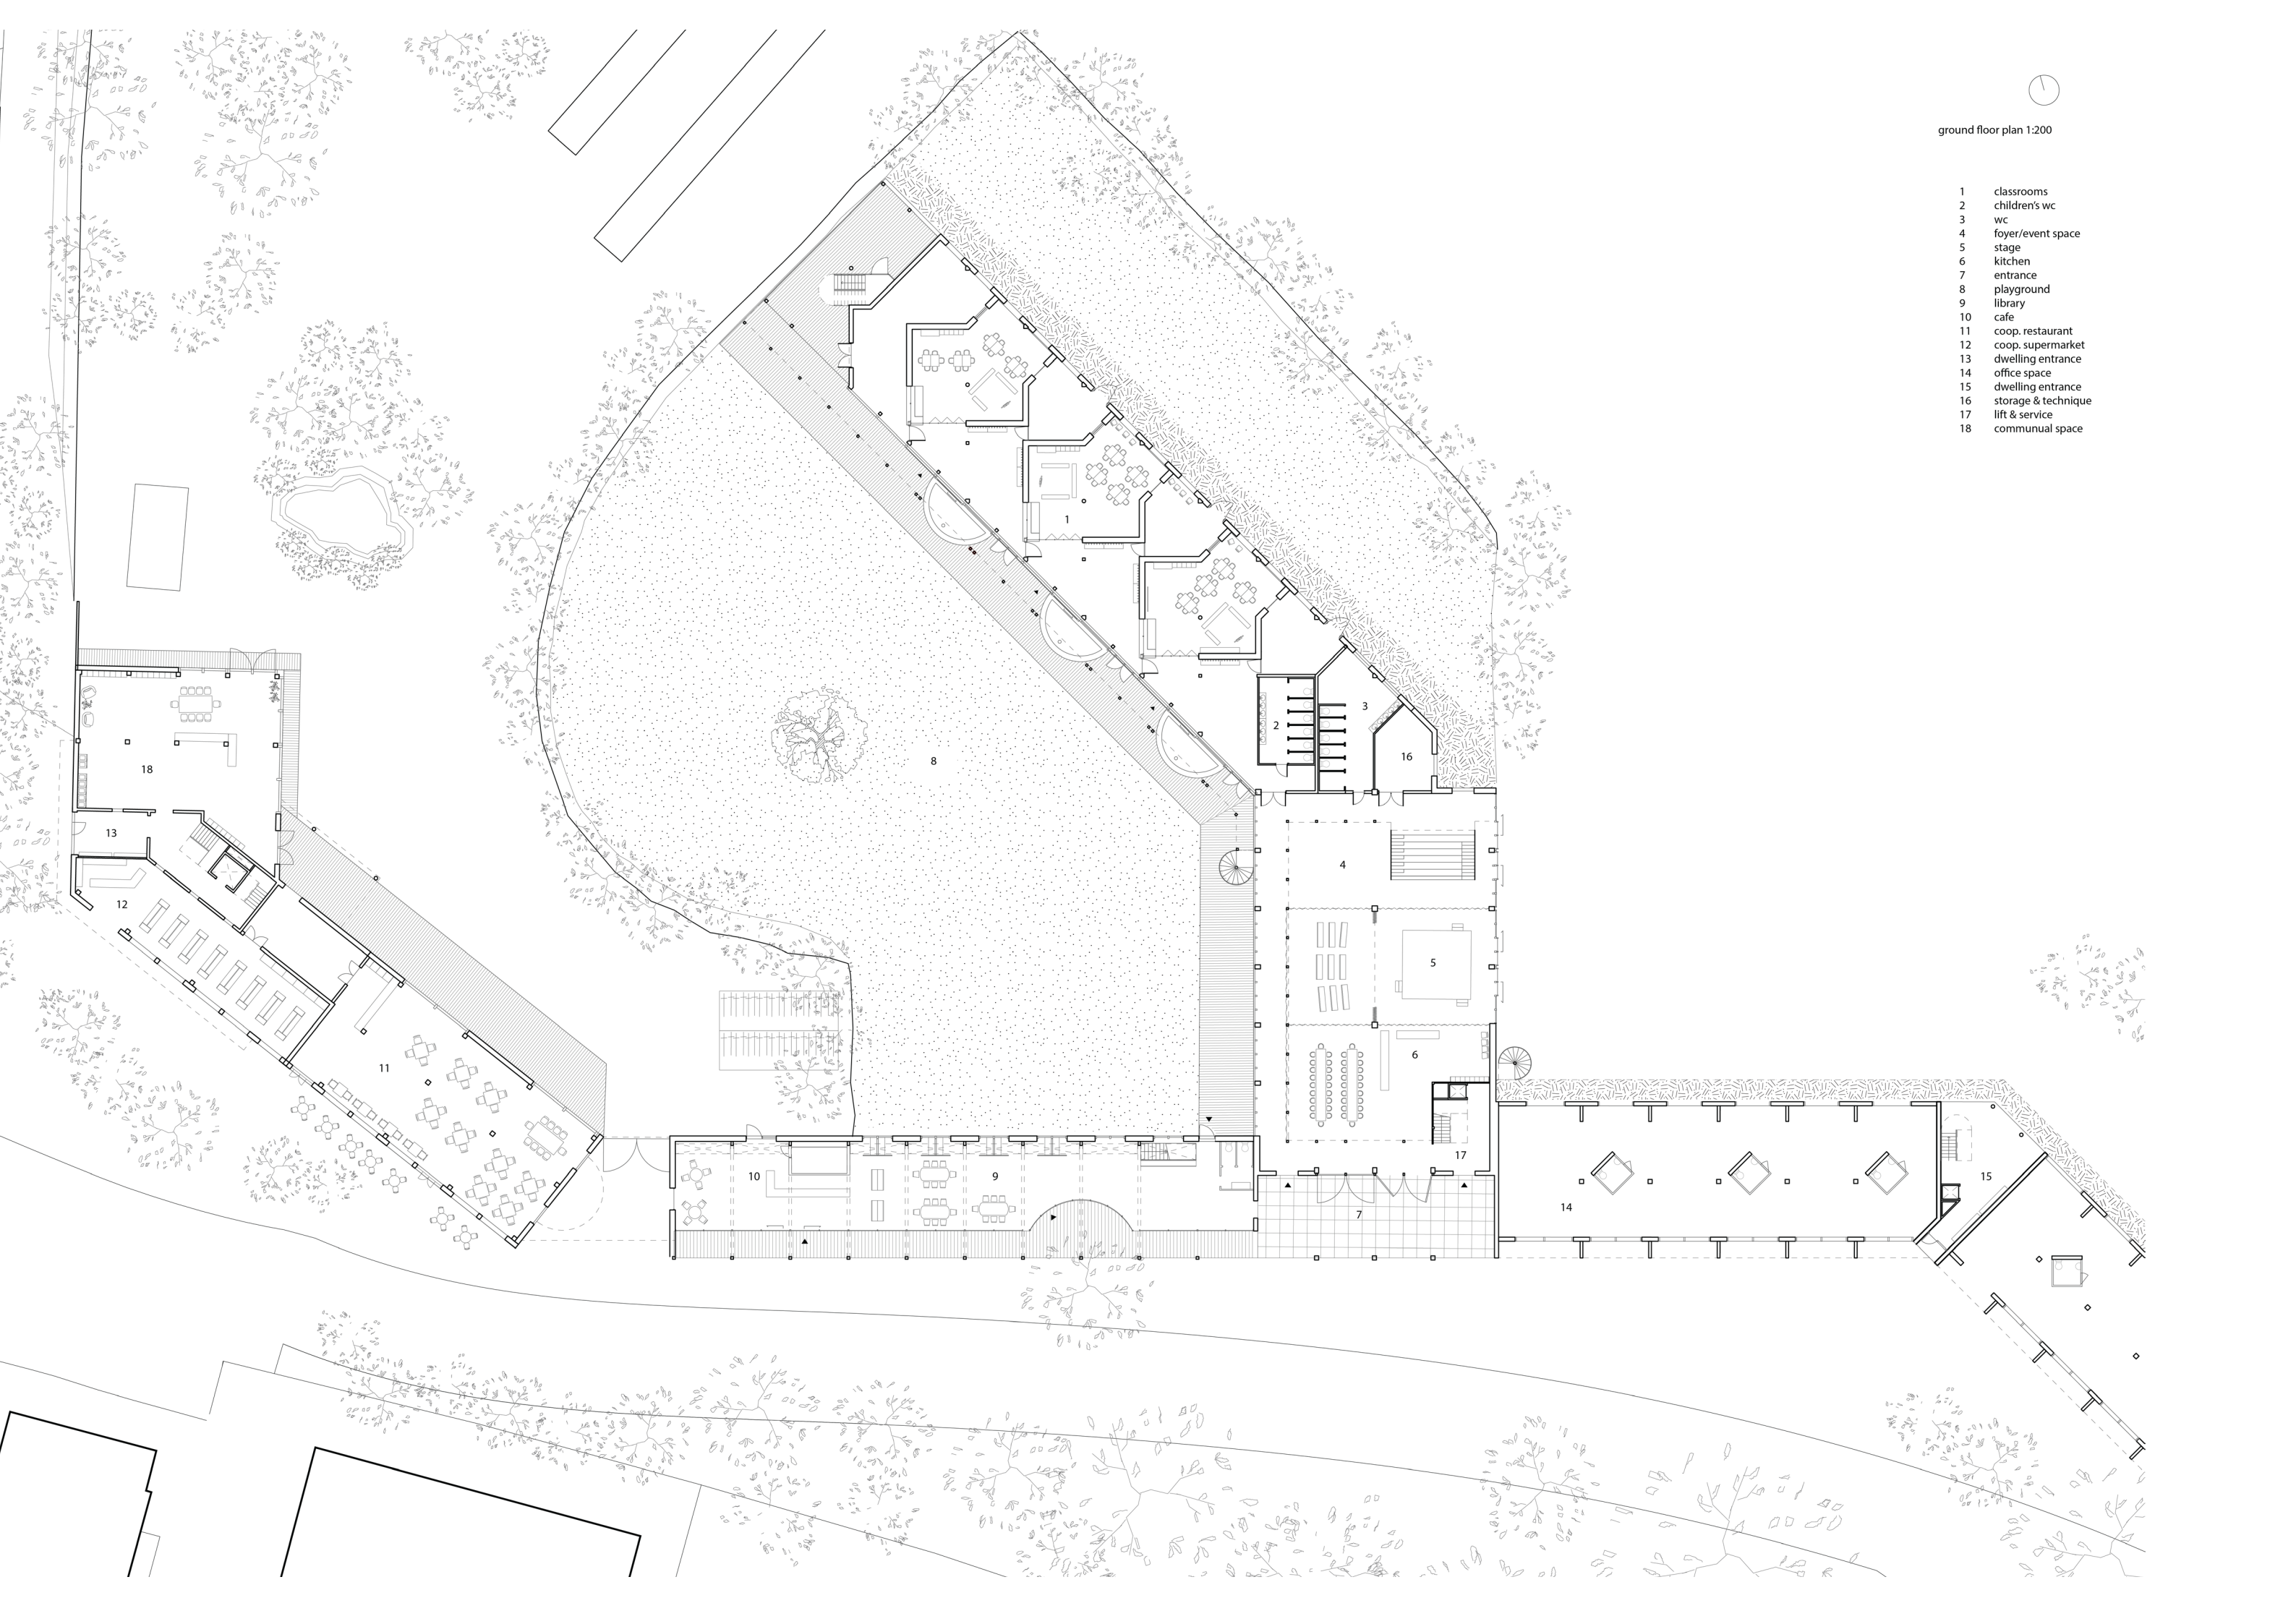 ground floor plan 1:200
1 classrooms
2 children's wc
3 wc
4 foyer/event space
5 stage
6 kitchen
7 entrance
8 playground
9 library
10 cafe
11 coop. restaurant
12 coop. supermarket
13 dwelling entrance
14 office space
15 dwelling entrance
16 storage & technique
17 lift & service
18 communual space
1
2
3
16
8
18
13
4
12
5
6
11
17
10
9
15
14
7